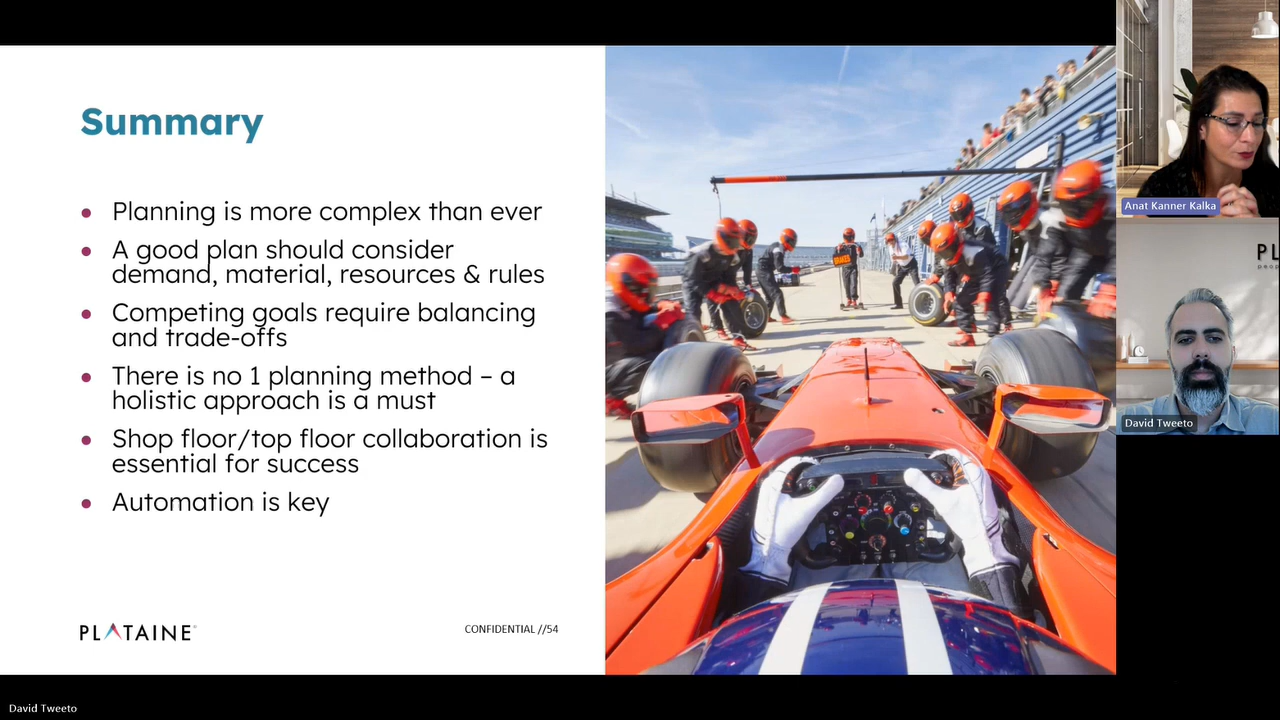 Summary
Planning is more complex than ever
A good plan should consider
demand, material, resources & rules
Competing goals require balancing
and trade-offs
There is no 1 planning method – a
holistic approach is a must
Shop floor/top floor collaboration is
essential for success
Automation is key
PLATAINE
CONFIDENTIAL //54
BRAKES
Anat Kanner Kalka
PL
David Tweeto
David Tweeto